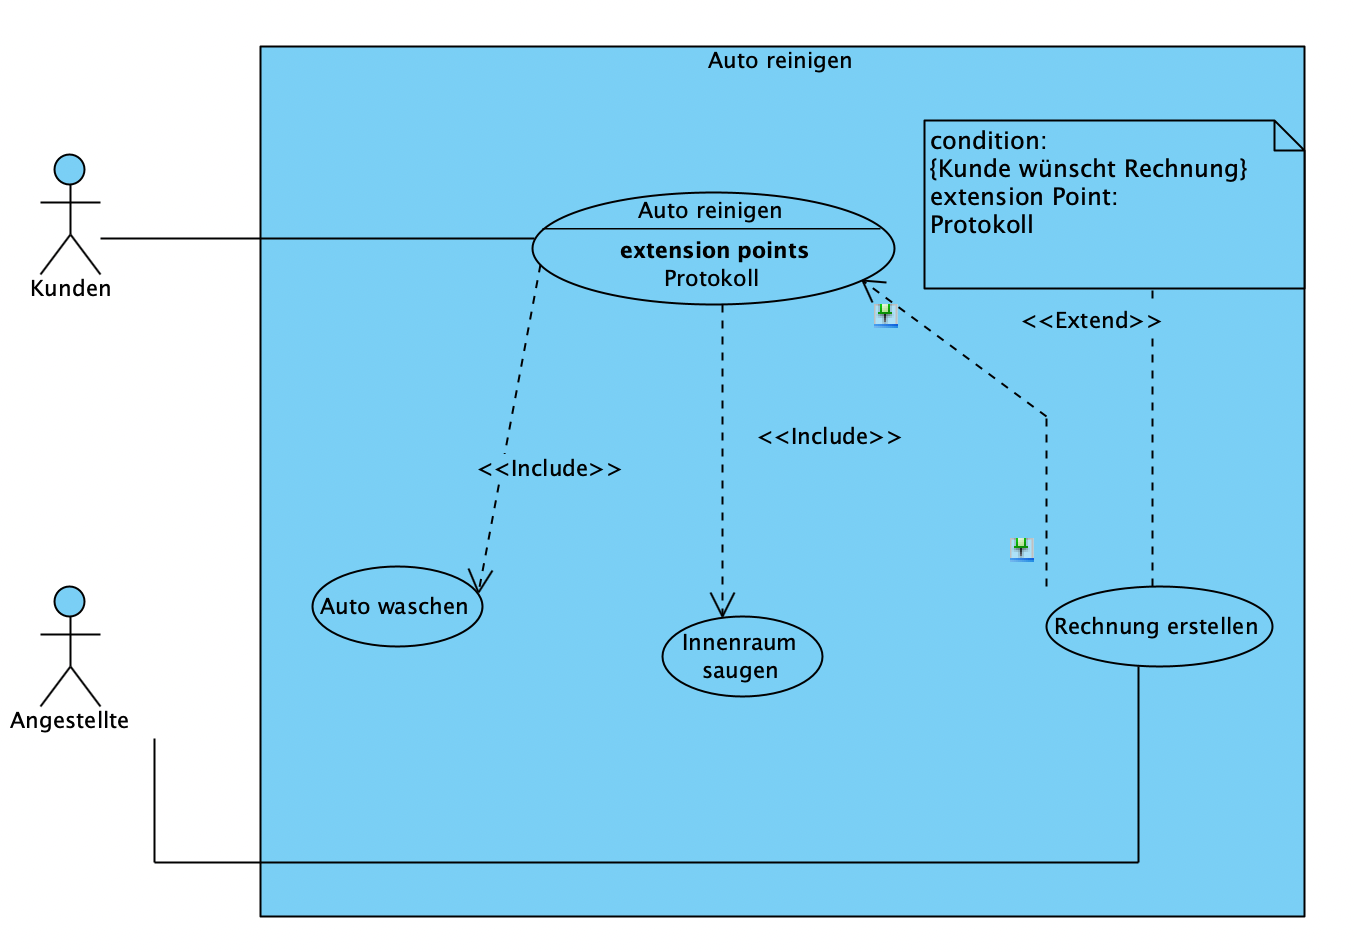 Auto reinigen
condition:
{Kunde wünscht Rechnung}
extension Point:
Protokoll
Auto reinigen
extension points
Protokoll
Kunden
<<Extend>>
<<Include>>
<<Include>>
Auto waschen
Innenraum
saugen
Rechnung erstellen
Angestellte